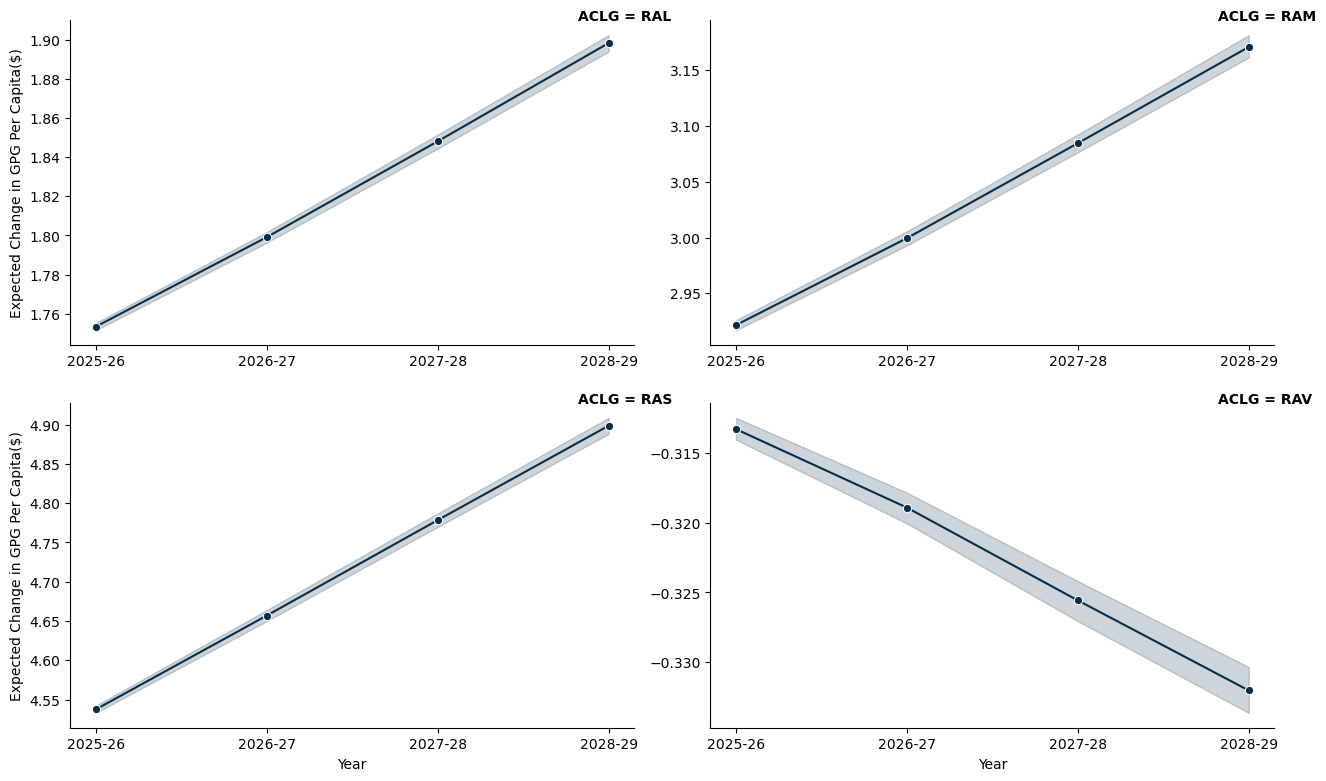 ACLG = RAL
Expected Change in GPG Per Capita($)
1.90
1.88
1.86
1.84
1.82
1.80
1.78
1.76
2025-26 2026-27 2027-28 2028-29
ACLG = RAM
3.15
3.10
3.05
3.00
2.95
2025-26 2026-27 2027-28 2028-29
ACLG = RAS
Expected Change in GPG Per Capita($)
4.90
4.85
4.80
4.75
4.70
4.65
4.60
4.55
2025-26 2026-27 2027-28 2028-29
Year
ACLG = RAV
−0.315
−0.320
−0.325
−0.330
2025-26 2026-27 2027-28 2028-29
Year